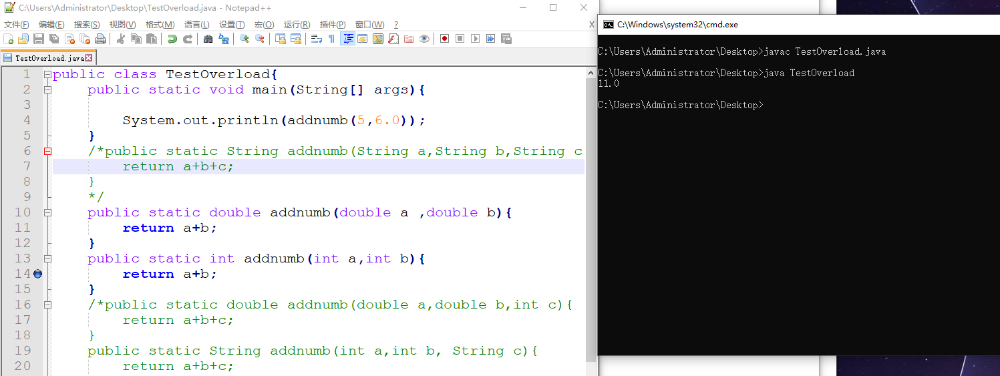 C:\Users\Administrator\Desktop\TestOverload.java - Notepad++
文件(F) 编辑(E) 搜索(S) 视图(V) 格式(M) 语言(L) 设置(T) 宏(O) 运行(R) 插件(P) 窗口(W) ? X
TestOverload.java
1 public class TestOverload{
2 public static void main(String[] args){
3
4 System.out.println(addnumb(5,6.0));
5 }
6 /*public static String addnumb(String a,String b,String c
7 return a+b+c;
8 }
9 */
10 public static double addnumb(double a ,double b){
11 return a+b;
12 }
13 public static int addnumb(int a,int b){
14 return a+b;
15 }
16 /*public static double addnumb(double a,double b,int c){
17 return a+b+c;
18 }
19 public static String addnumb(int a,int b, String c){
20 return a+b+c;
C:\Windows\system32\cmd.exe
C:\Users\Administrator\Desktop>javac TestOverload.java
C:\Users\Administrator\Desktop>java TestOverload
11.0
C:\Users\Administrator\Desktop>